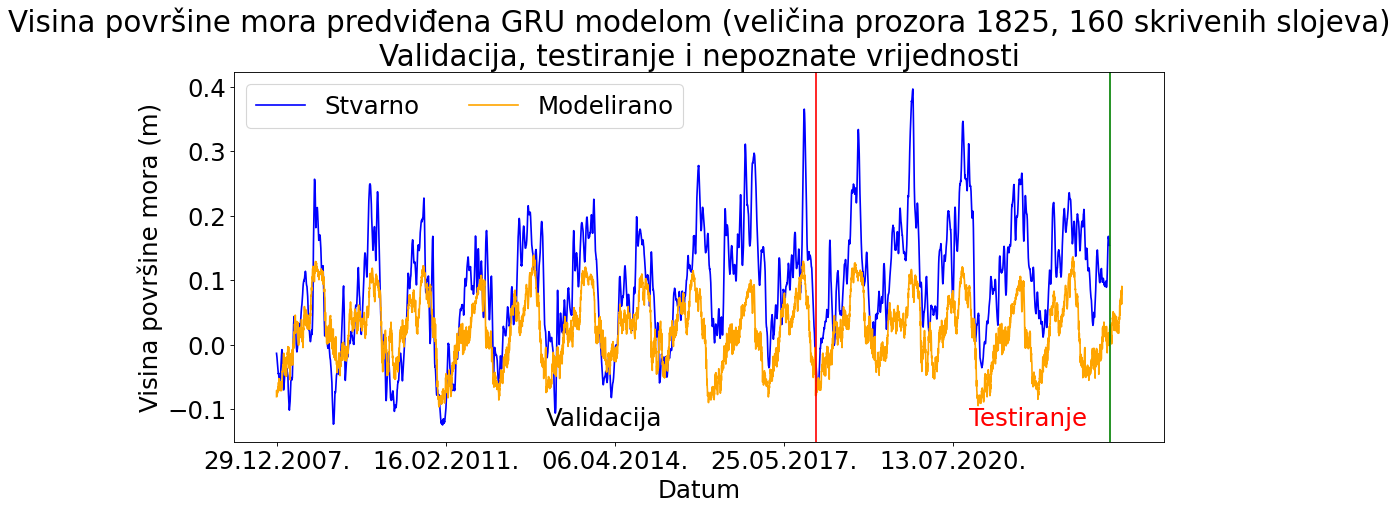 Visina površine mora predviđena GRU modelom (veličina prozora 1825, 160 skrivenih slojeva)
Validacija, testiranje i nepoznate vrijednosti
Stvarno
Modelirano
Visina površine mora (m)
0.4
0.3
0.2
0.1
0.0
−0.1
Validacija
Testiranje
29.12.2007.
16.02.2011.
06.04.2014.
25.05.2017.
13.07.2020.
Datum